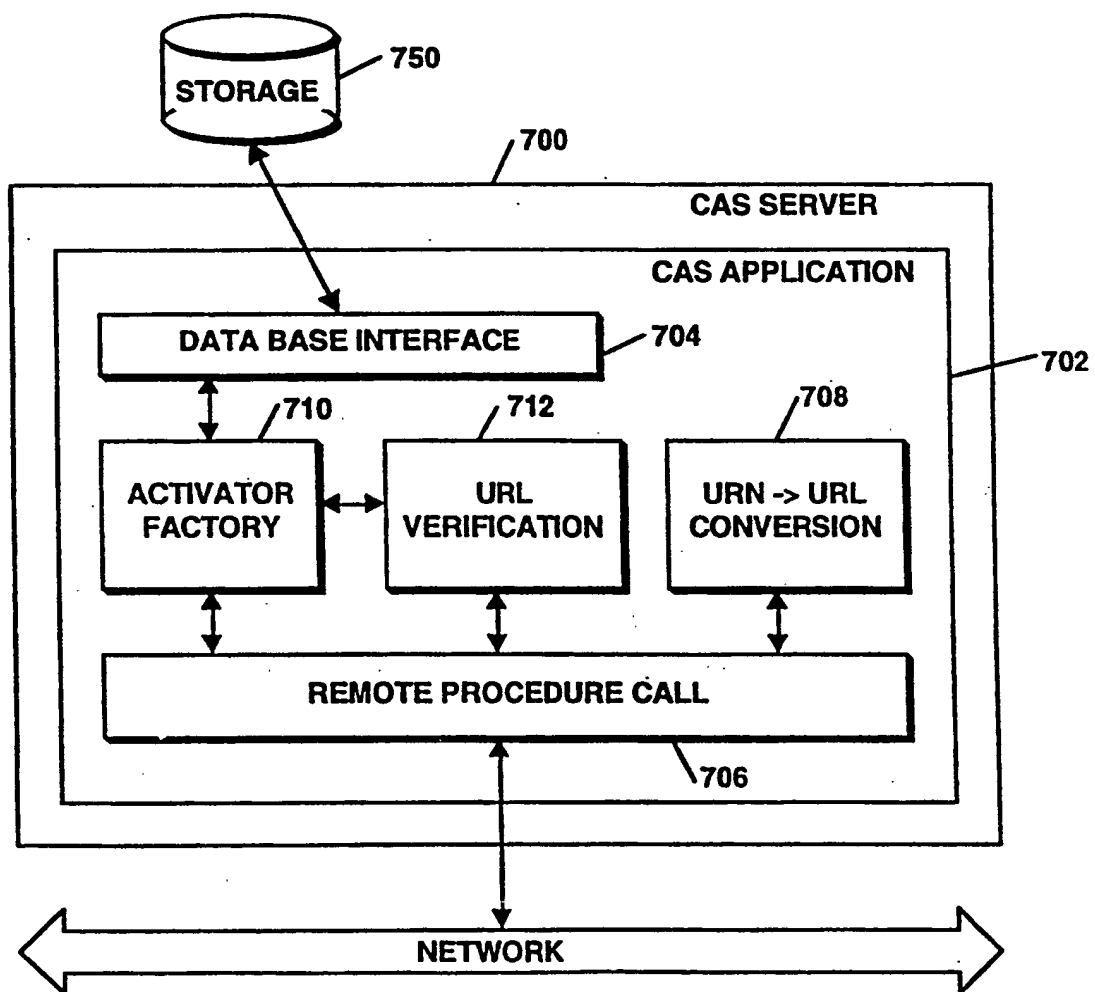 STORAGE
750
700
CAS SERVER
CAS APPLICATION
DATA BASE INTERFACE
704
702
710
712
708
ACTIVATOR
FACTORY
URL
VERIFICATION
URN -> URL
CONVERSION
REMOTE PROCEDURE CALL
706
NETWORK